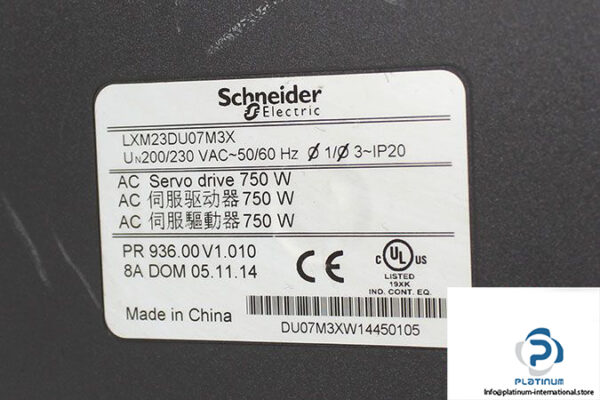 Schneider
Electric
LXM23DU07M3X
UN200/230 VAC~50/60 Hz ∅ 1/∅ 3~IP20
AC Servo drive 750 W
AC 伺服驱动器 750 W
AC 伺服驅動器 750 W
PR 936.00 V1.010
8A DOM 05.11.14
CE
c UL US
LISTED
19XK
IND. CONT. EQ.
Made in China
DU07M3XW14450105
PLATINUM
Info@platinum-international.store